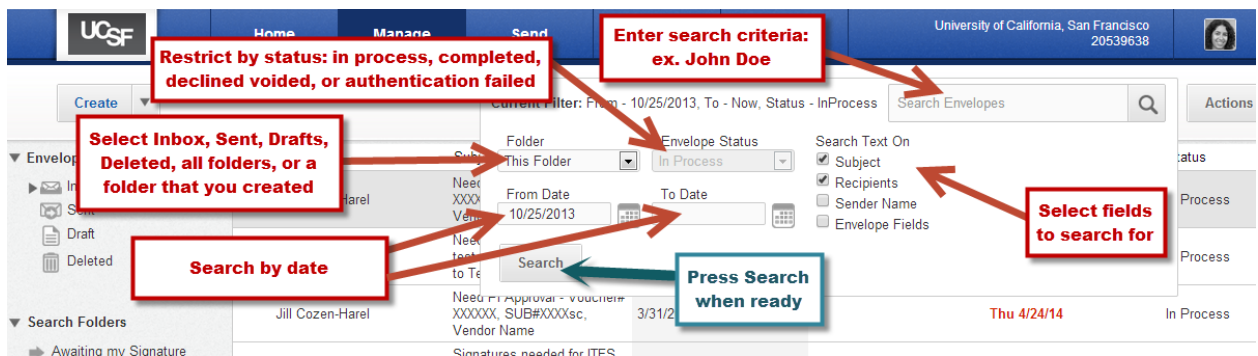 UCSF
Home
Manage
Send
University of California, San Francisco
20539638
Restrict by status: in process, completed,
declined voided, or authentication failed
Enter search criteria:
ex. John Doe
Create
Current Filter: From - 10/25/2013, To - Now, Status - InProcess
Search Envelopes
Actions
Select Inbox, Sent, Drafts,
Deleted, all folders, or a
folder that you created
Folder
Envelope Status
Search Text On
This Folder
In Process
Subject
Recipients
Sender Name
Envelope Fields
From Date
To Date
10/25/2013
Select fields
to search for
Search by date
Search
Press Search
when ready
Sent
Draft
Deleted
Process
Process
Search Folders
Awaiting my Signature
Jill Cozen-Harel
Need PI Approval - Voucher#
XXXXXX, SUB#XXXXsc,
Vendor Name
Thu 4/24/14
In Process
Signatures needed for ITES